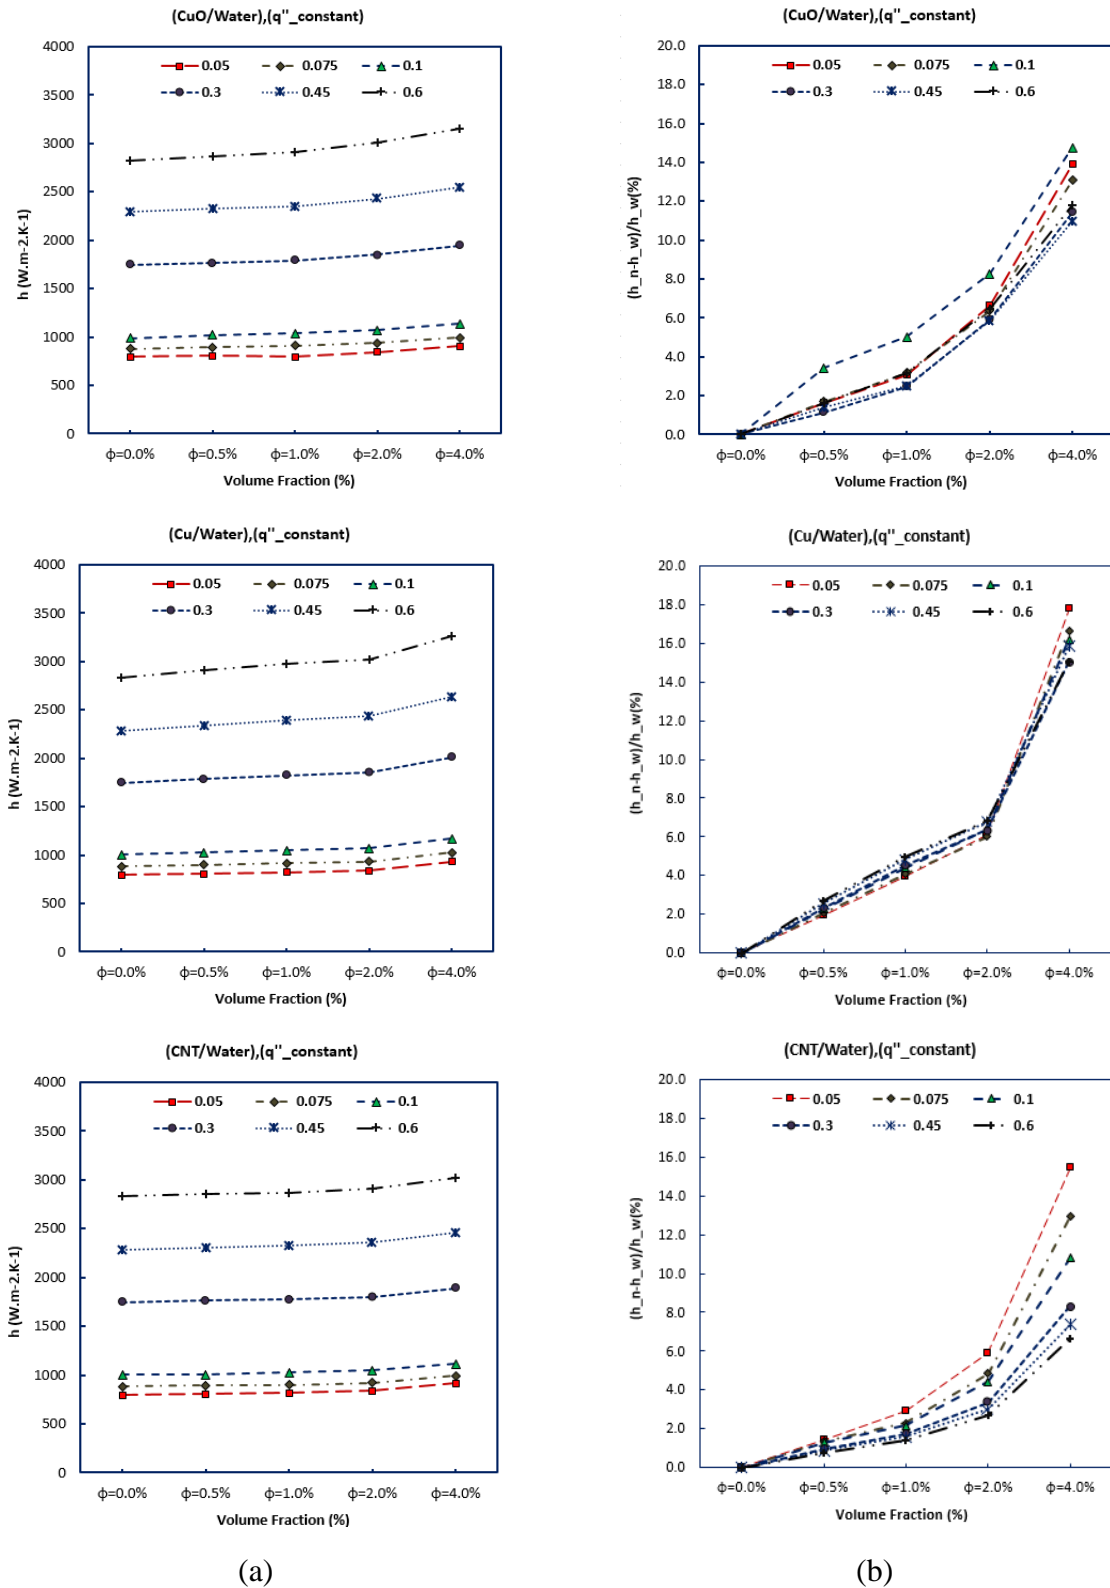 (CuO/Water),(q"_constant)
4000
3500
3000
2500
2000
1500
1000
500
0
h (W.m-2.K-1)
0.05 0.075 0.1
0.3 0.45 0.6
ϕ=0.0% ϕ=0.5% ϕ=1.0% ϕ=2.0% ϕ=4.0%
Volume Fraction (%)
(CuO/Water),(q"_constant)
20.0
18.0
16.0
14.0
12.0
10.0
8.0
6.0
4.0
2.0
0.0
(h_n-h_w)/h_w(%)
0.05 0.075 0.1
0.3 0.45 0.6
ϕ=0.0% ϕ=0.5% ϕ=1.0% ϕ=2.0% ϕ=4.0%
Volume Fraction (%)
(Cu/Water),(q"_constant)
4000
3500
3000
2500
2000
1500
1000
500
0
h (W.m-2.K-1)
0.05 0.075 0.1
0.3 0.45 0.6
ϕ=0.0% ϕ=0.5% ϕ=1.0% ϕ=2.0% ϕ=4.0%
Volume Fraction (%)
(Cu/Water),(q"_constant)
20.0
18.0
16.0
14.0
12.0
10.0
8.0
6.0
4.0
2.0
0.0
(h_n-h_w)/h_w(%)
0.05 0.075 0.1
0.3 0.45 0.6
ϕ=0.0% ϕ=0.5% ϕ=1.0% ϕ=2.0% ϕ=4.0%
Volume Fraction (%)
(CNT/Water),(q"_constant)
4000
3500
3000
2500
2000
1500
1000
500
0
h (W.m-2.K-1)
0.05 0.075 0.1
0.3 0.45 0.6
ϕ=0.0% ϕ=0.5% ϕ=1.0% ϕ=2.0% ϕ=4.0%
Volume Fraction (%)
(CNT/Water),(q"_constant)
20.0
18.0
16.0
14.0
12.0
10.0
8.0
6.0
4.0
2.0
0.0
(h_n-h_w)/h_w(%)
0.05 0.075 0.1
0.3 0.45 0.6
ϕ=0.0% ϕ=0.5% ϕ=1.0% ϕ=2.0% ϕ=4.0%
Volume Fraction (%)
(a) (b)